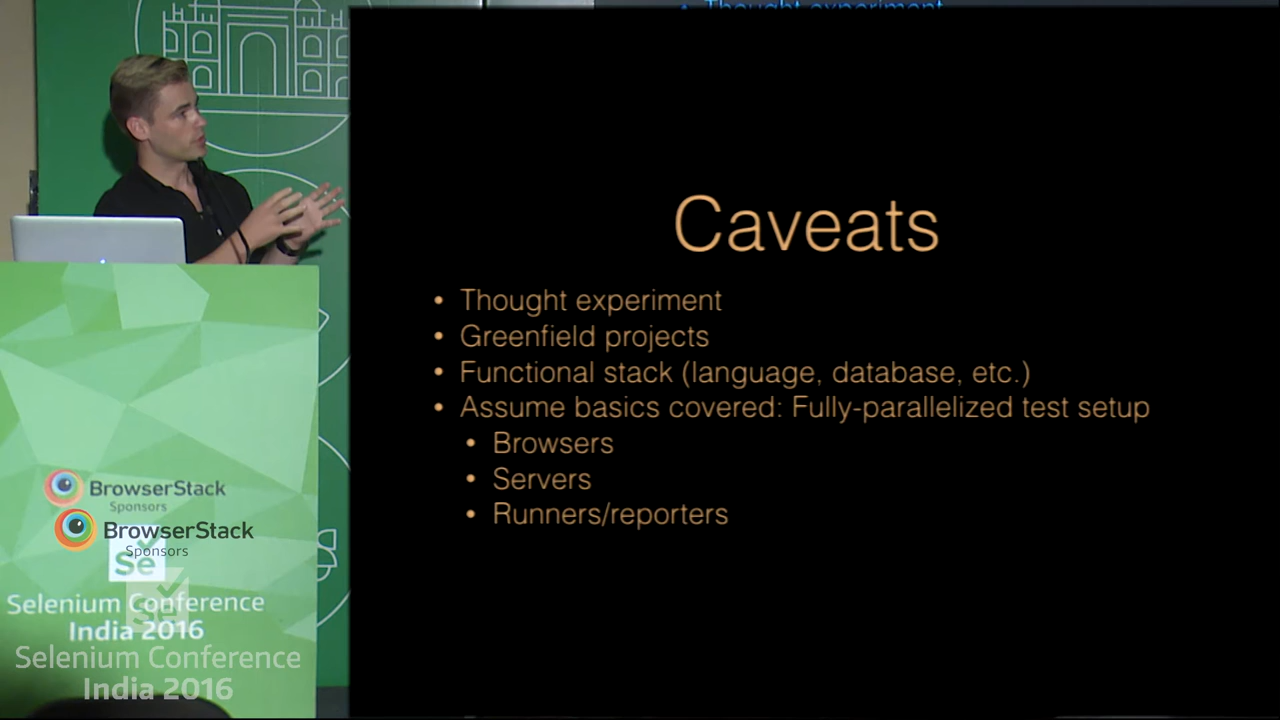 Thought experiment
Caveats
• Thought experiment
• Greenfield projects
• Functional stack (language, database, etc.)
• Assume basics covered: Fully-parallelized test setup
• Browsers
• Servers
• Runners/reporters
BrowserStack
Sponsors
BrowserStack
Sponsors
Se
Se
Selenium Conference
India 2016
Selenium Conference
India 2016